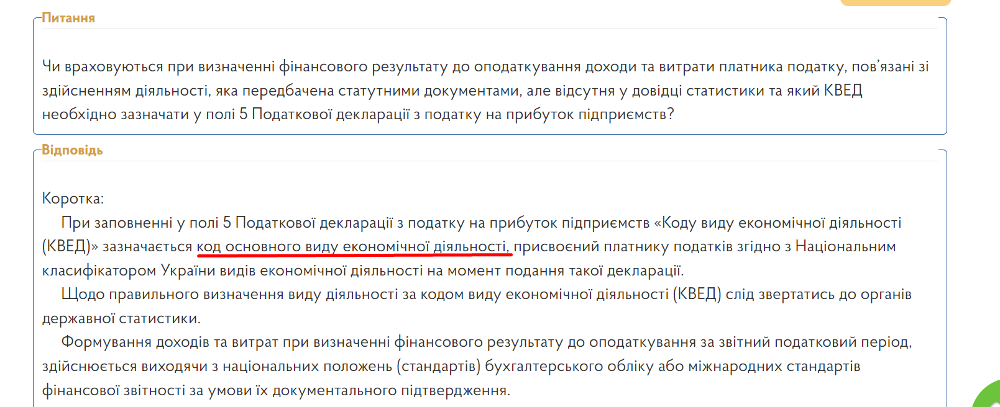 Питання
Чи враховуються при визначенні фінансового результату до оподаткування доходи та витрати платника податку, пов’язані зі
здійсненням діяльності, яка передбачена статутними документами, але відсутня у довідці статистики та який КВЕД
необхідно зазначати у полі 5 Податкової декларації з податку на прибуток підприємств?
Відповідь
Коротка:
При заповненні у полі 5 Податкової декларації з податку на прибуток підприємств «Коду виду економічної діяльності
(КВЕД)» зазначається код основного виду економічної діяльності, присвоєний платнику податків згідно з Національним
класифікатором України видів економічної діяльності на момент подання такої декларації.
Щодо правильного визначення виду діяльності за кодом виду економічної діяльності (КВЕД) слід звертатись до органів
державної статистики.
Формування доходів та витрат при визначенні фінансового результату до оподаткування за звітний податковий період,
здійснюється виходячи з національних положень (стандартів) бухгалтерського обліку або міжнародних стандартів
фінансової звітності за умови їх документального підтвердження.